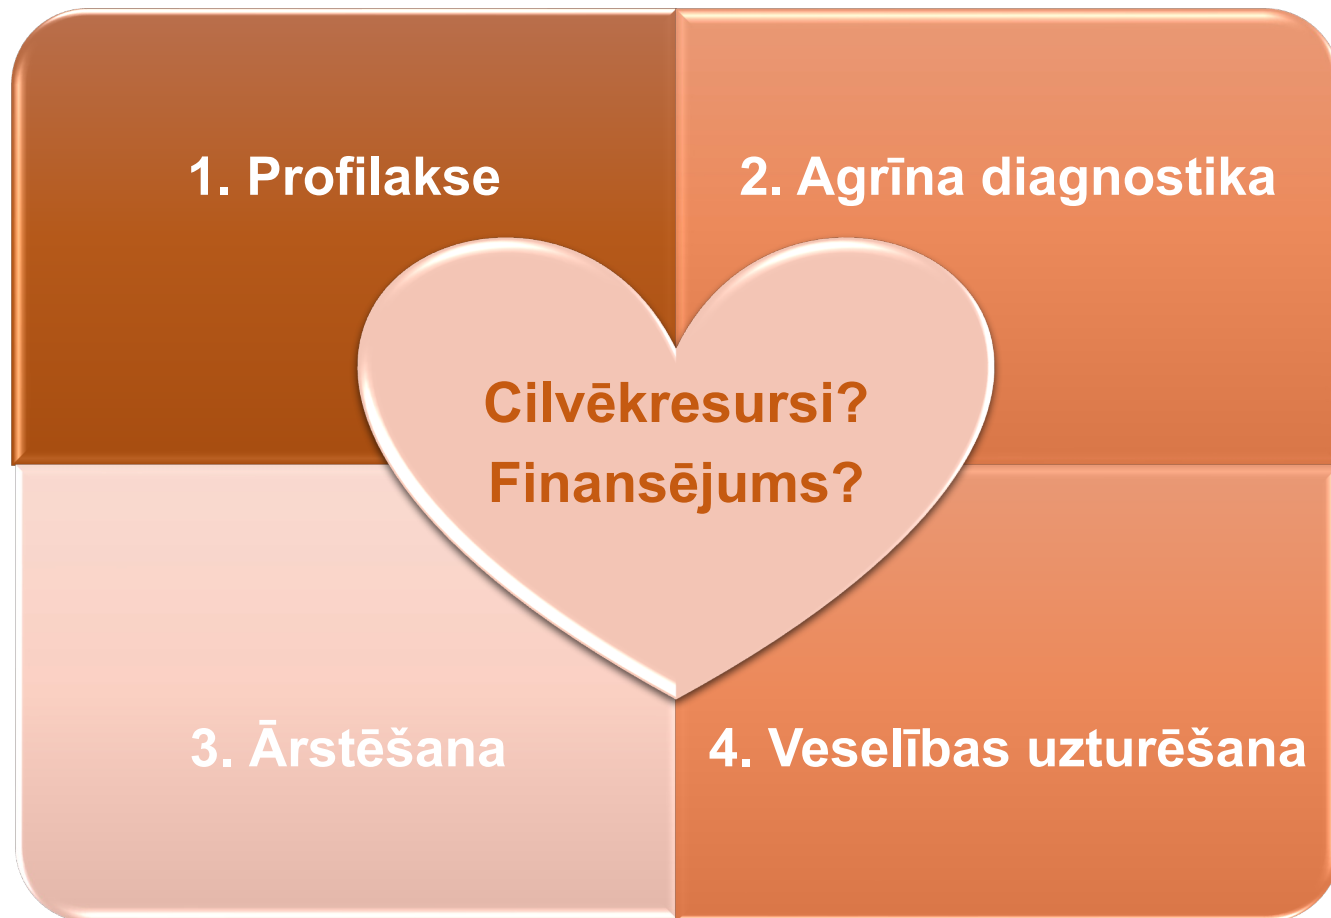 1. Profilakse
2. Agrīna diagnostika
Cilvēkresursi?
Finansējums?
3. Ārstēšana
4. Veselības uzturēšana